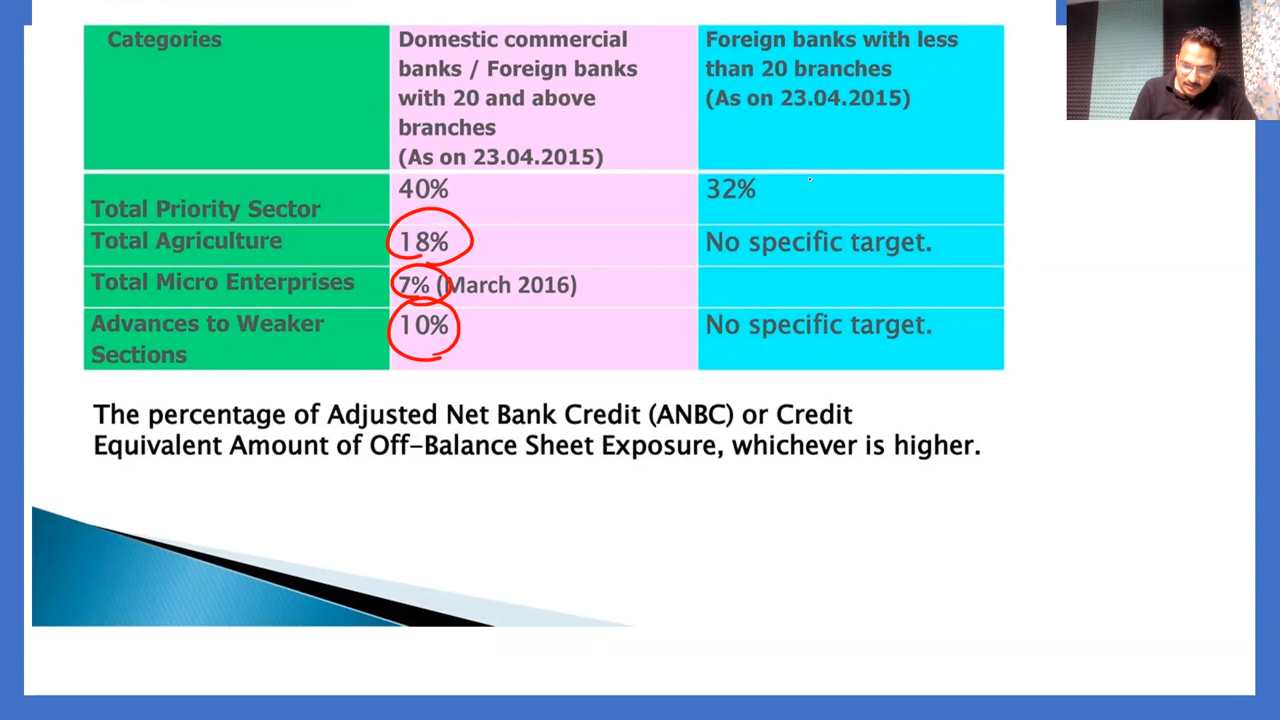 Categories
Domestic commercial
banks / Foreign banks
with 20 and above
branches
(As on 23.04.2015)
Foreign banks with less
than 20 branches
(As on 23.04.2015)
Total Priority Sector
40%
32%
Total Agriculture
18%
No specific target.
Total Micro Enterprises
7% (March 2016)
Advances to Weaker
Sections
10%
No specific target.
The percentage of Adjusted Net Bank Credit (ANBC) or Credit
Equivalent Amount of Off-Balance Sheet Exposure, whichever is higher.